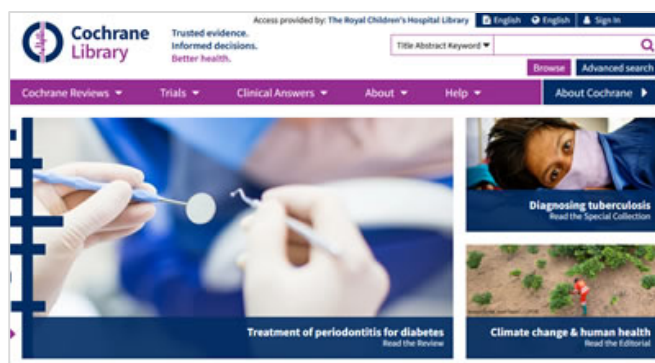 Access provided by: The Royal Children's Hospital Library English English Sign In
Cochrane
Library
Trusted evidence.
Informed decisions.
Better health.
Title Abstract Keyword
Browse Advanced search
Cochrane Reviews Trials Clinical Answers About Help About Cochrane
Treatment of periodontitis for diabetes
Read the Review
Diagnosing tuberculosis
Read the Special Collection
Climate change & human health
Read the Editorial